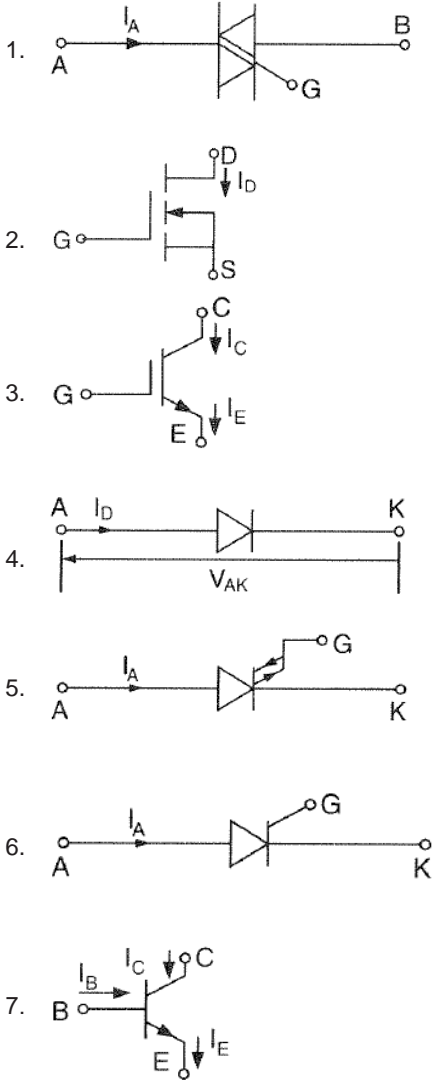 I_A
1. A B
G
D
I_D
2. G
S
C
I_C
3. G
I_E
E
A I_D K
4.
V_AK
G
I_A
5. A K
G
I_A
6. A K
I_C C
I_B
7. B
E I_E